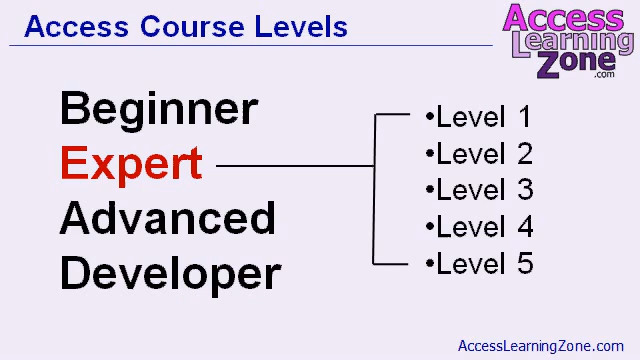 Access Course Levels
Access
Learning
Zone
.com
Beginner
Expert
Advanced
Developer
•Level 1
•Level 2
•Level 3
•Level 4
•Level 5
AccessLearningZone.com